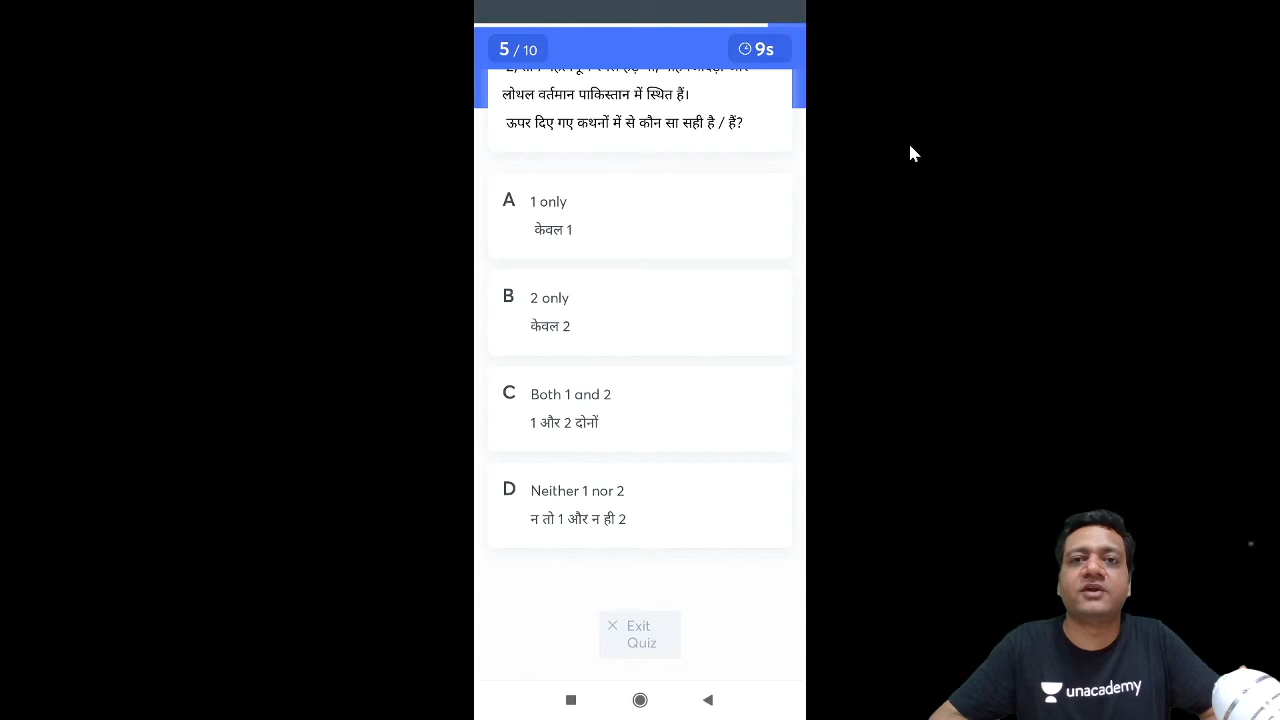 5 / 10
9s
लोथल वर्तमान पाकिस्तान में स्थित हैं।
ऊपर दिए गए कथनों में से कौन सा सही है / हैं?
A 1 only
केवल 1
B 2 only
केवल 2
C Both 1 and 2
1 और 2 दोनों
D Neither 1 nor 2
न तो 1 और न ही 2
Exit
Quiz
unacademy